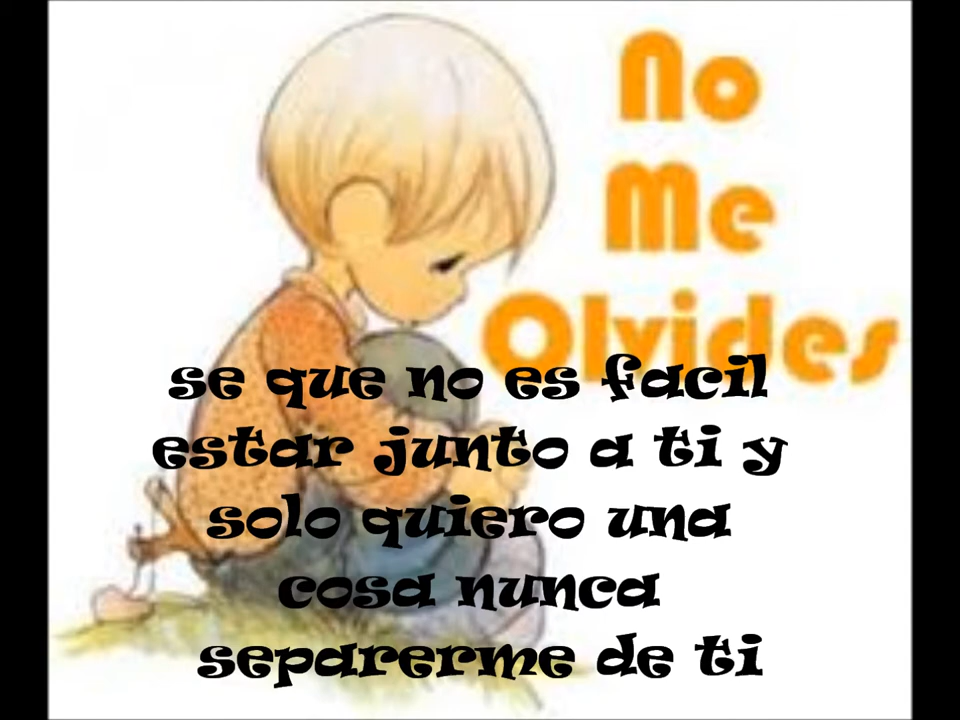 No
Me
Olvides
se que no es facil
estar junto a ti y
solo quiero una
cosa nunca
separerme de ti